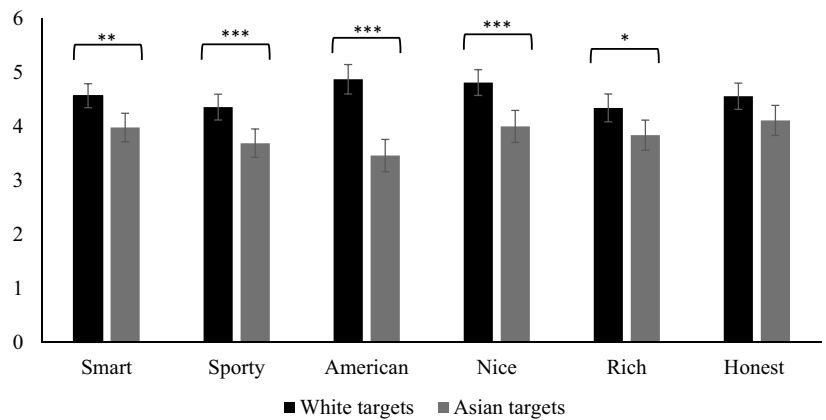 6
5
4
3
2
1
0
** *** *** *** *
Smart Sporty American Nice Rich Honest
White targets Asian targets